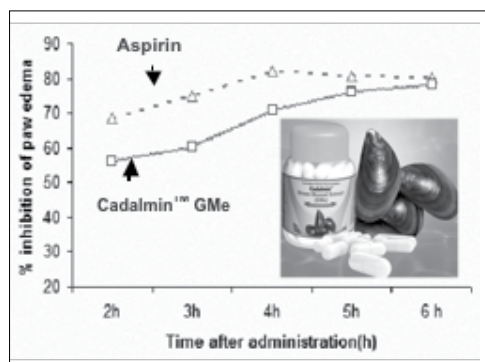 % inhibition of paw edema
90
80
70
60
50
40
30
20
Aspirin
Cadalmin™ GMe
Cadalmin™
2h 3h 4h 5h 6 h
Time after administration(h)